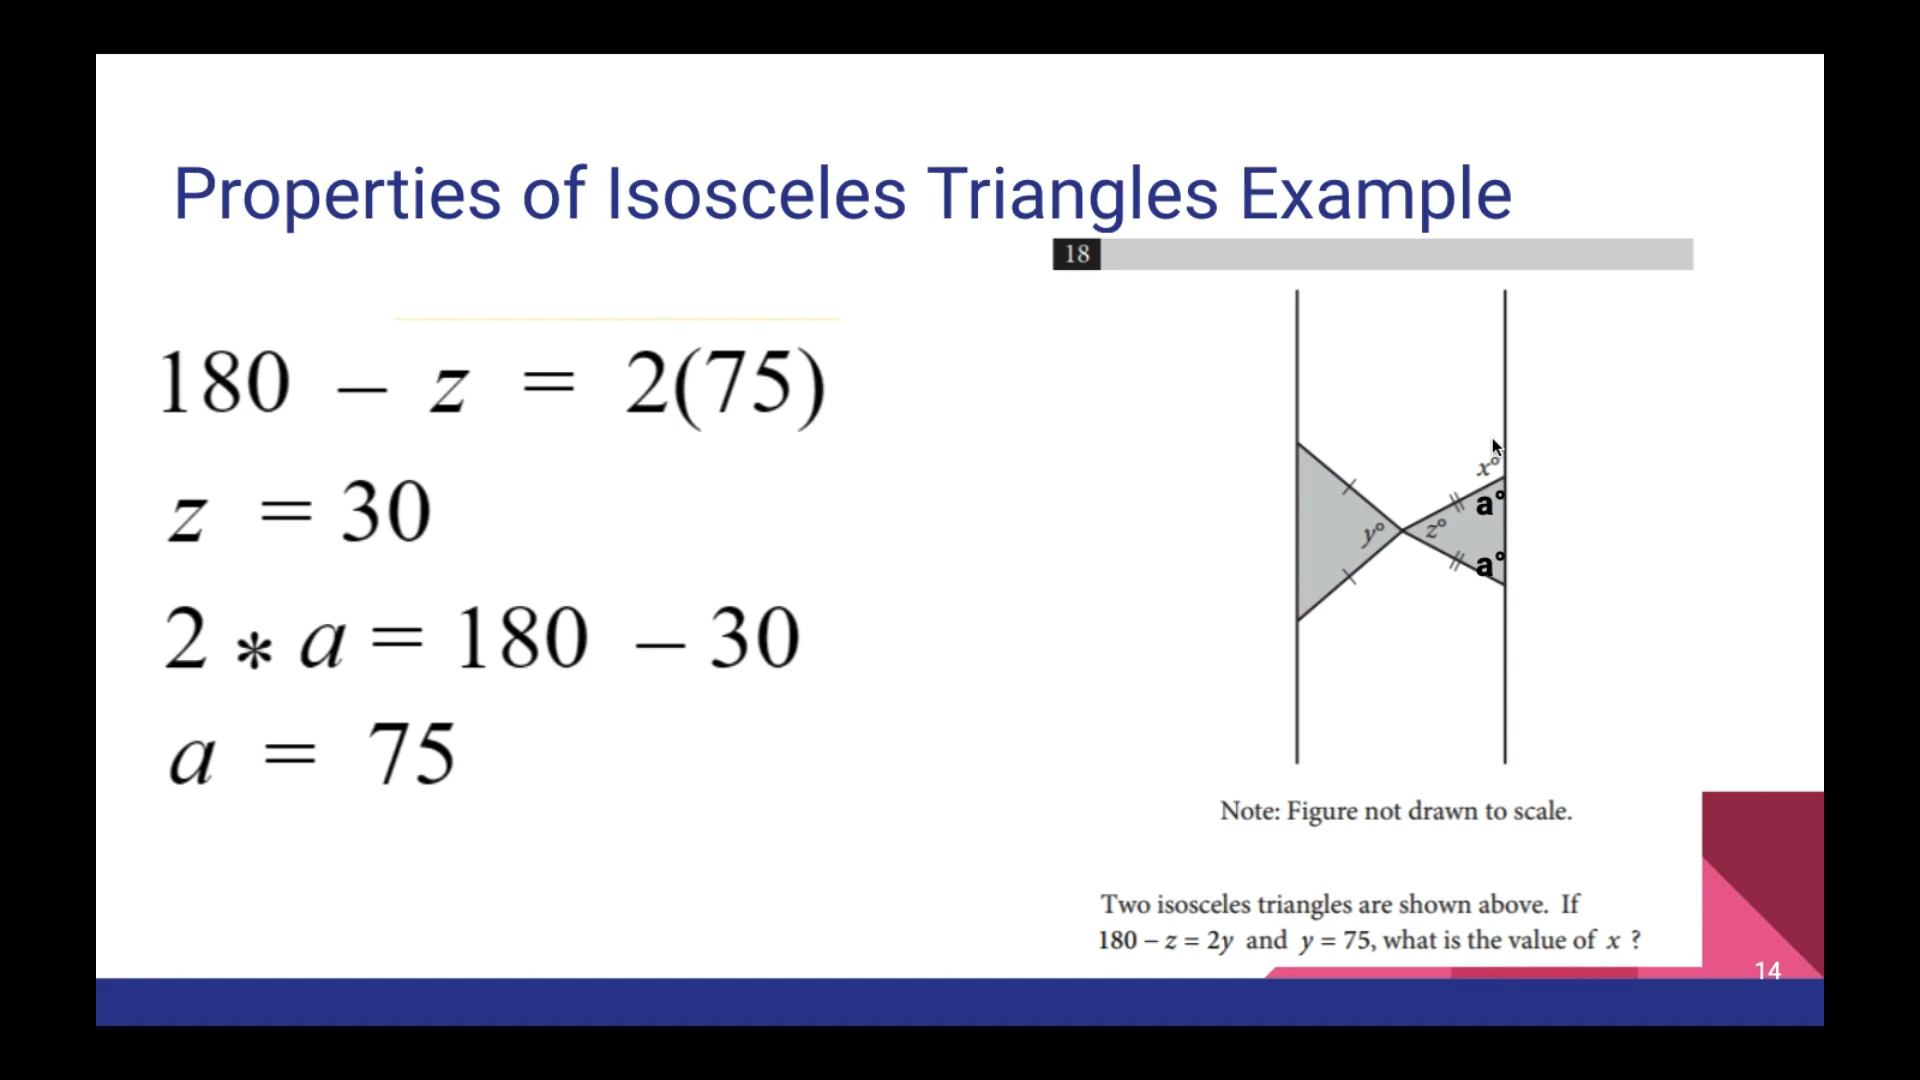 Properties of Isosceles Triangles Example
180 – z = 2(75)
z = 30
2 * a = 180 – 30
a = 75
18
x°
a°
y°
z°
a°
Note: Figure not drawn to scale.
Two isosceles triangles are shown above. If
180 – z = 2y and y = 75, what is the value of x ?
14